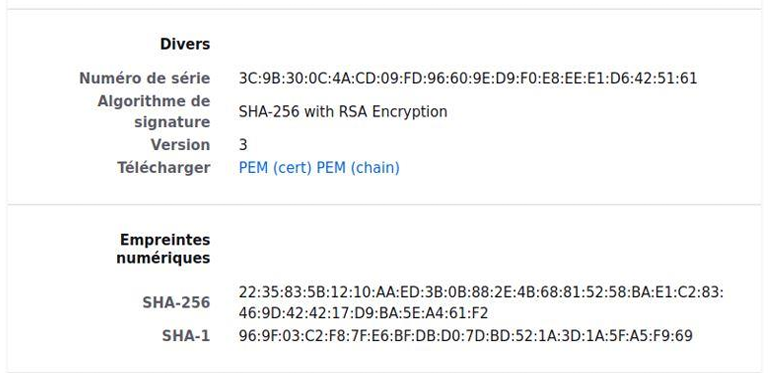 Divers
Numéro de série 3C:9B:30:0C:4A:CD:09:FD:96:60:9E:D9:F0:E8:EE:E1:D6:42:51:61
Algorithme de
signature SHA-256 with RSA Encryption
Version 3
Télécharger PEM (cert) PEM (chain)
Empreintes
numériques
SHA-256 22:35:83:5B:12:10:AA:ED:3B:0B:88:2E:4B:68:81:52:58:BA:E1:C2:83:
46:9D:42:42:17:D9:BA:5E:A4:61:F2
SHA-1 96:9F:03:C2:F8:7F:E6:BF:DB:D0:7D:BD:52:1A:3D:1A:5F:A5:F9:69